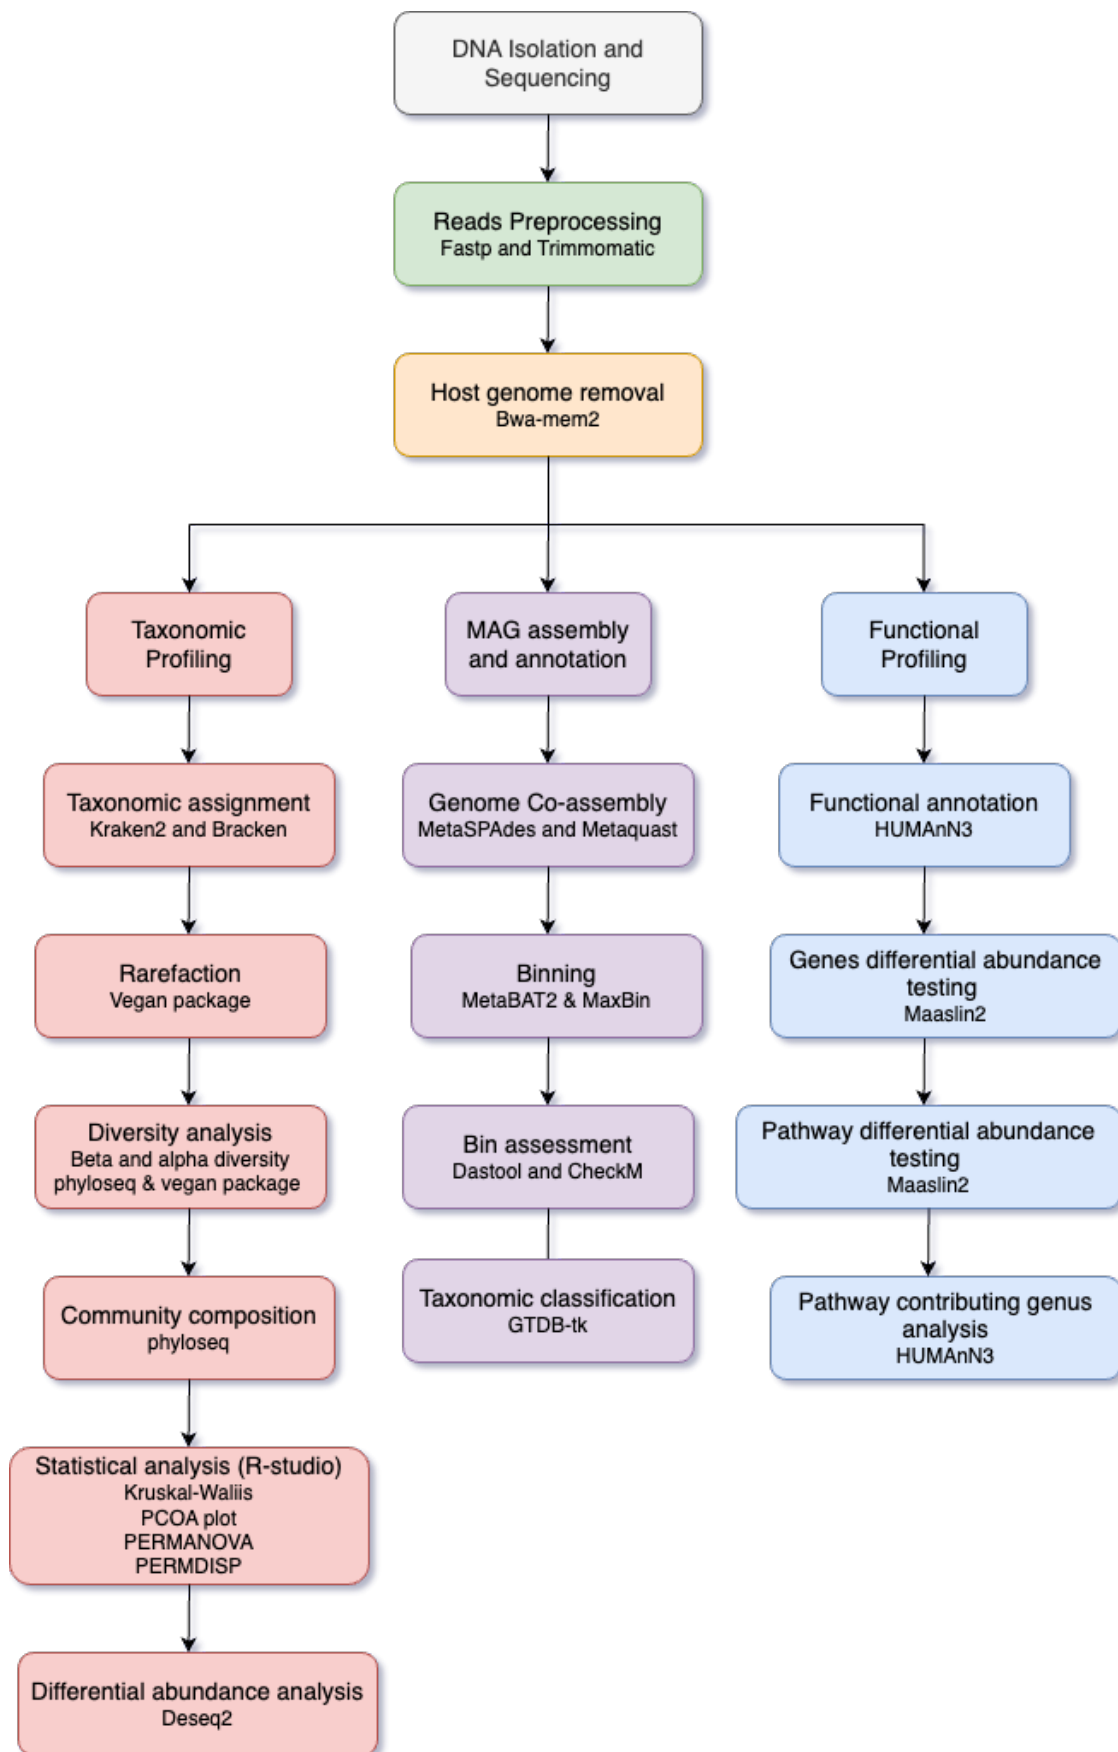 DNA Isolation and
Sequencing
Reads Preprocessing
Fastp and Trimmomatic
Host genome removal
Bwa-mem2
Taxonomic
Profiling
MAG assembly
and annotation
Functional
Profiling
Taxonomic assignment
Kraken2 and Bracken
Genome Co-assembly
MetaSPAdes and Metaquast
Functional annotation
HUMAnN3
Rarefaction
Vegan package
Binning
MetaBAT2 & MaxBin
Genes differential abundance
testing
Maaslin2
Diversity analysis
Beta and alpha diversity
phyloseq & vegan package
Bin assessment
Dastool and CheckM
Pathway differential abundance
testing
Maaslin2
Community composition
phyloseq
Taxonomic classification
GTDB-tk
Pathway contributing genus
analysis
HUMAnN3
Statistical analysis (R-studio)
Kruskal-Waliis
PCOA plot
PERMANOVA
PERMDISP
Differential abundance analysis
Deseq2